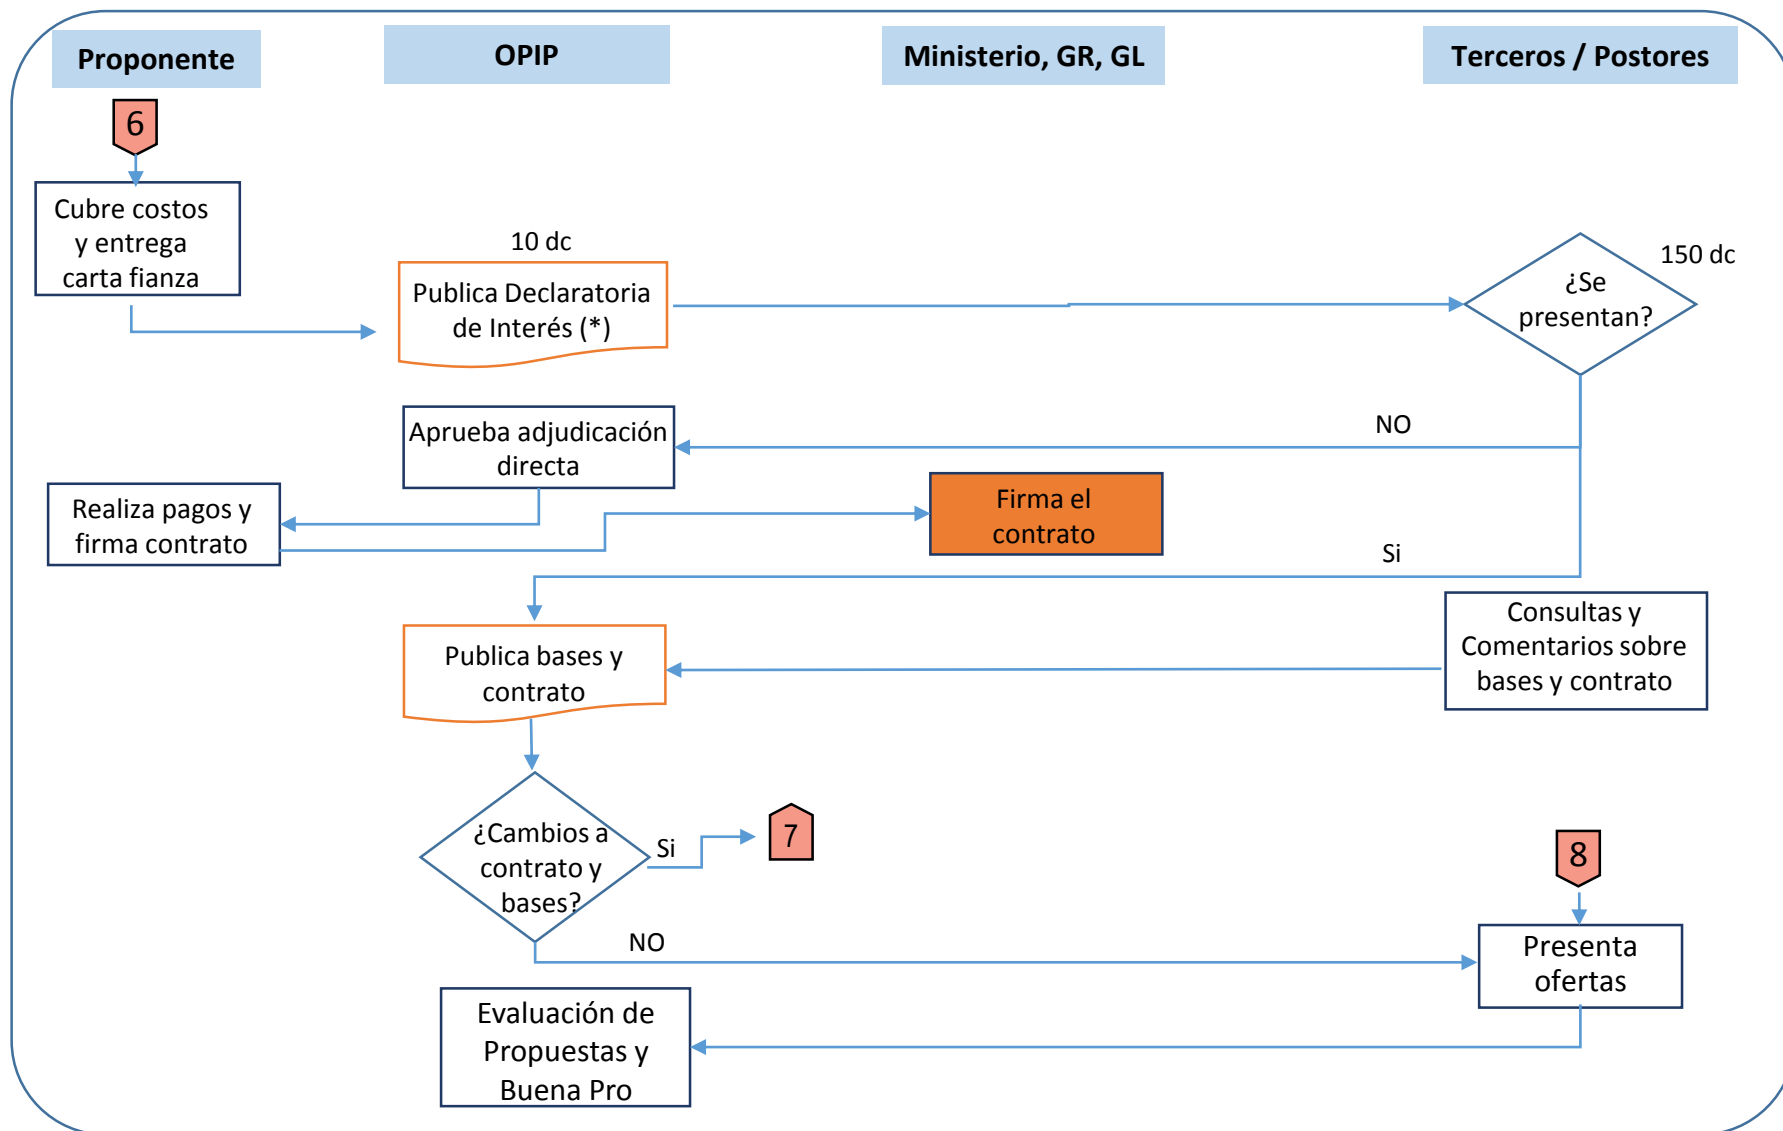 Proponente
OPIP
Ministerio, GR, GL
Terceros / Postores
6
Cubre costos
y entrega
carta fianza
10 dc
Publica Declaratoria
de Interés (*)
150 dc
¿Se
presentan?
NO
Aprueba adjudicación
directa
Realiza pagos y
firma contrato
Firma el
contrato
Si
Publica bases y
contrato
Consultas y
Comentarios sobre
bases y contrato
¿Cambios a
contrato y
bases?
Si
7
8
NO
Presenta
ofertas
Evaluación de
Propuestas y
Buena Pro